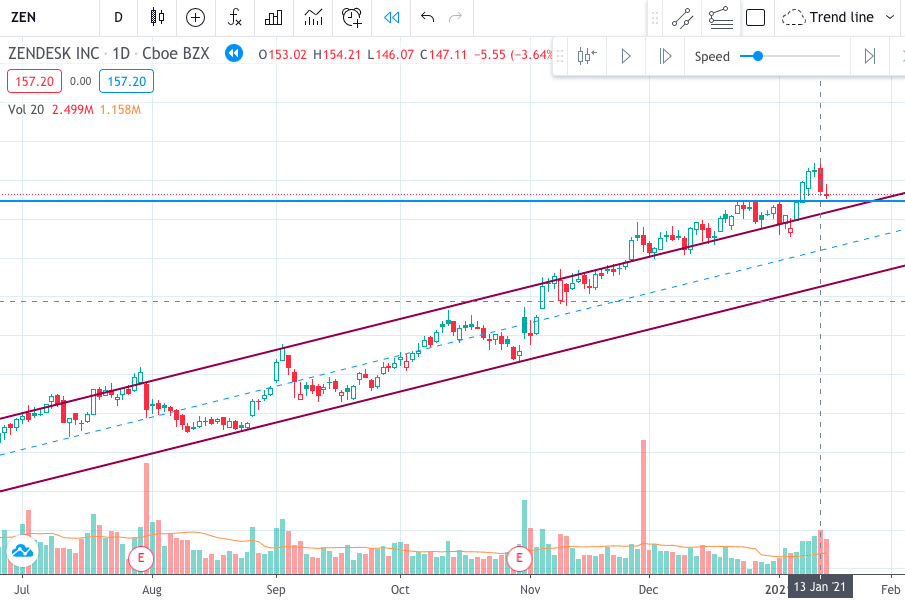 ZEN D Trend line
ZENDESK INC · 1D · Cboe BZX O153.02 H154.21 L146.07 C147.11 −5.55 (−3.64%
Speed
157.20 0.00 157.20
Vol 20 2.499M 1.158M
E E
Jul Aug Sep Oct Nov Dec 202 13 Jan '21 Feb